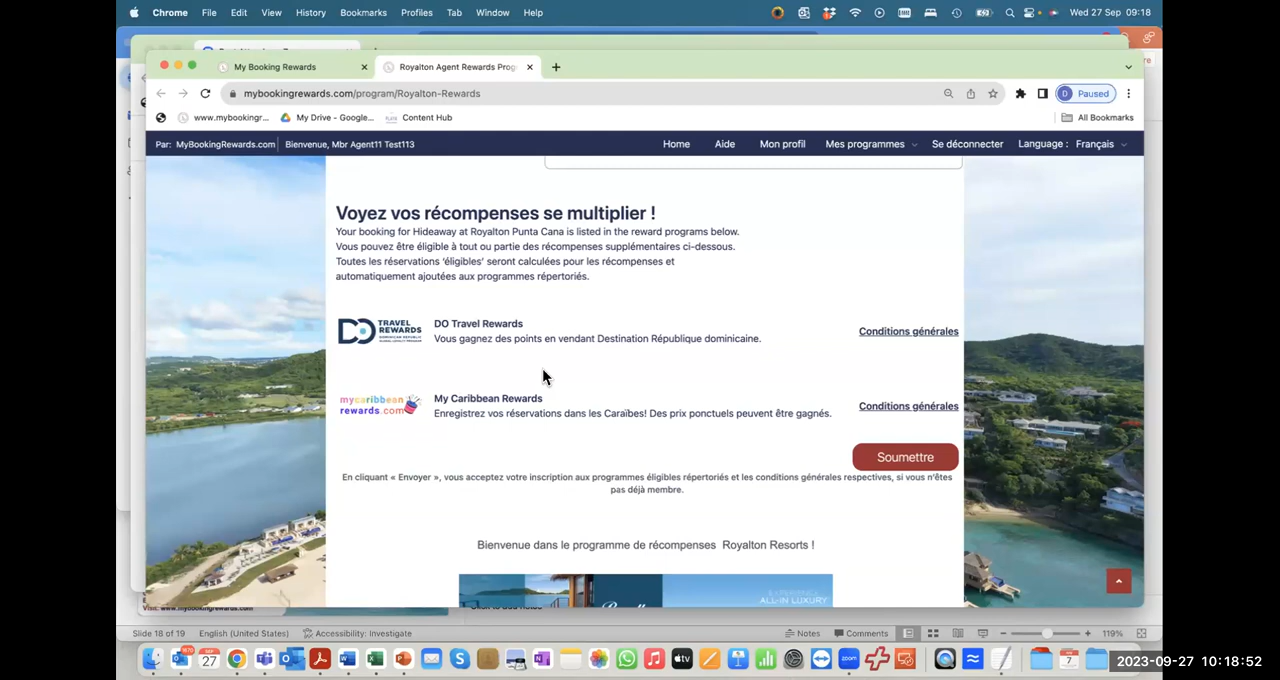 Chrome File Edit View History Bookmarks Profiles Tab Window Help Wed 27 Sep 09:18
My Booking Rewards
Royalton Agent Rewards Prog
mybookingrewards.com/program/Royalton-Rewards
Paused
www.mybookingr... My Drive - Google... Content Hub All Bookmarks
Par: MyBookingRewards.com Bienvenue, Mbr Agent11 Test113 Home Aide Mon profil Mes programmes Se déconnecter Language : Français
Voyez vos récompenses se multiplier !
Your booking for Hideaway at Royalton Punta Cana is listed in the reward programs below.
Vous pouvez être éligible à tout ou partie des récompenses supplémentaires ci-dessous.
Toutes les réservations 'éligibles' seront calculées pour les récompenses et
automatiquement ajoutées aux programmes répertoriés.
DO TRAVEL REWARDS
DO Travel Rewards
Vous gagnez des points en vendant Destination République dominicaine.
Conditions générales
mycaribbean
rewards.com
My Caribbean Rewards
Enregistrez vos réservations dans les Caraïbes! Des prix ponctuels peuvent être gagnés.
Conditions générales
Soumettre
En cliquant « Envoyer », vous acceptez votre inscription aux programmes éligibles répertoriés et les conditions générales respectives, si vous n'êtes
pas déjà membre.
Bienvenue dans le programme de récompenses Royalton Resorts !
ALL-IN LUXURY
Visit: www.mybookingrewards.com
Slide 18 of 19 English (United States) Accessibility: Investigate Notes Comments 119%
2023-09-27 10:18:52